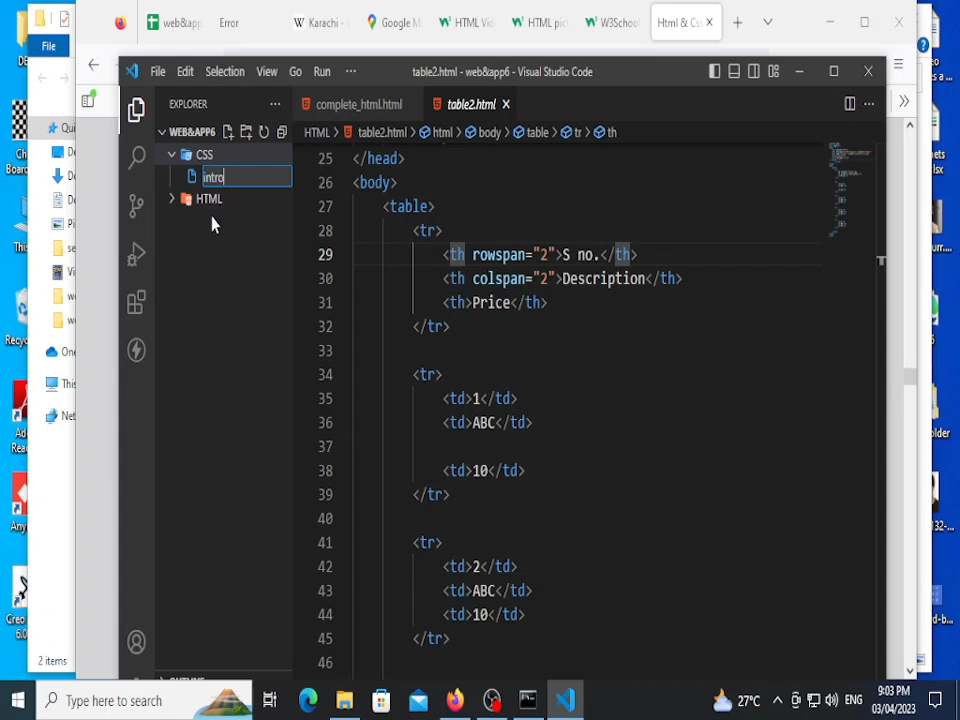 web&ap
Error
W Karachi -
Google M
HTML Vid
HTML pic
W3School
Html & Css
File
File Edit Selection View Go Run ···
table2.html - web&app6 - Visual Studio Code
EXPLORER
complete_html.html
table2.html
WEB&APP6
HTML > table2.html > html > body > table > tr > th
CSS
intro
HTML
25 </head>
26 <body>
27 <table>
28 <tr>
29 <th rowspan="2">S no.</th>
30 <th colspan="2">Description</th>
31 <th>Price</th>
32 </tr>
33
34 <tr>
35 <td>1</td>
36 <td>ABC</td>
37
38 <td>10</td>
39 </tr>
40
41 <tr>
42 <td>2</td>
43 <td>ABC</td>
44 <td>10</td>
45 </tr>
46
Qui
One
This
Net
2 items
Type here to search
27°C
ENG
9:03 PM
03/04/2023